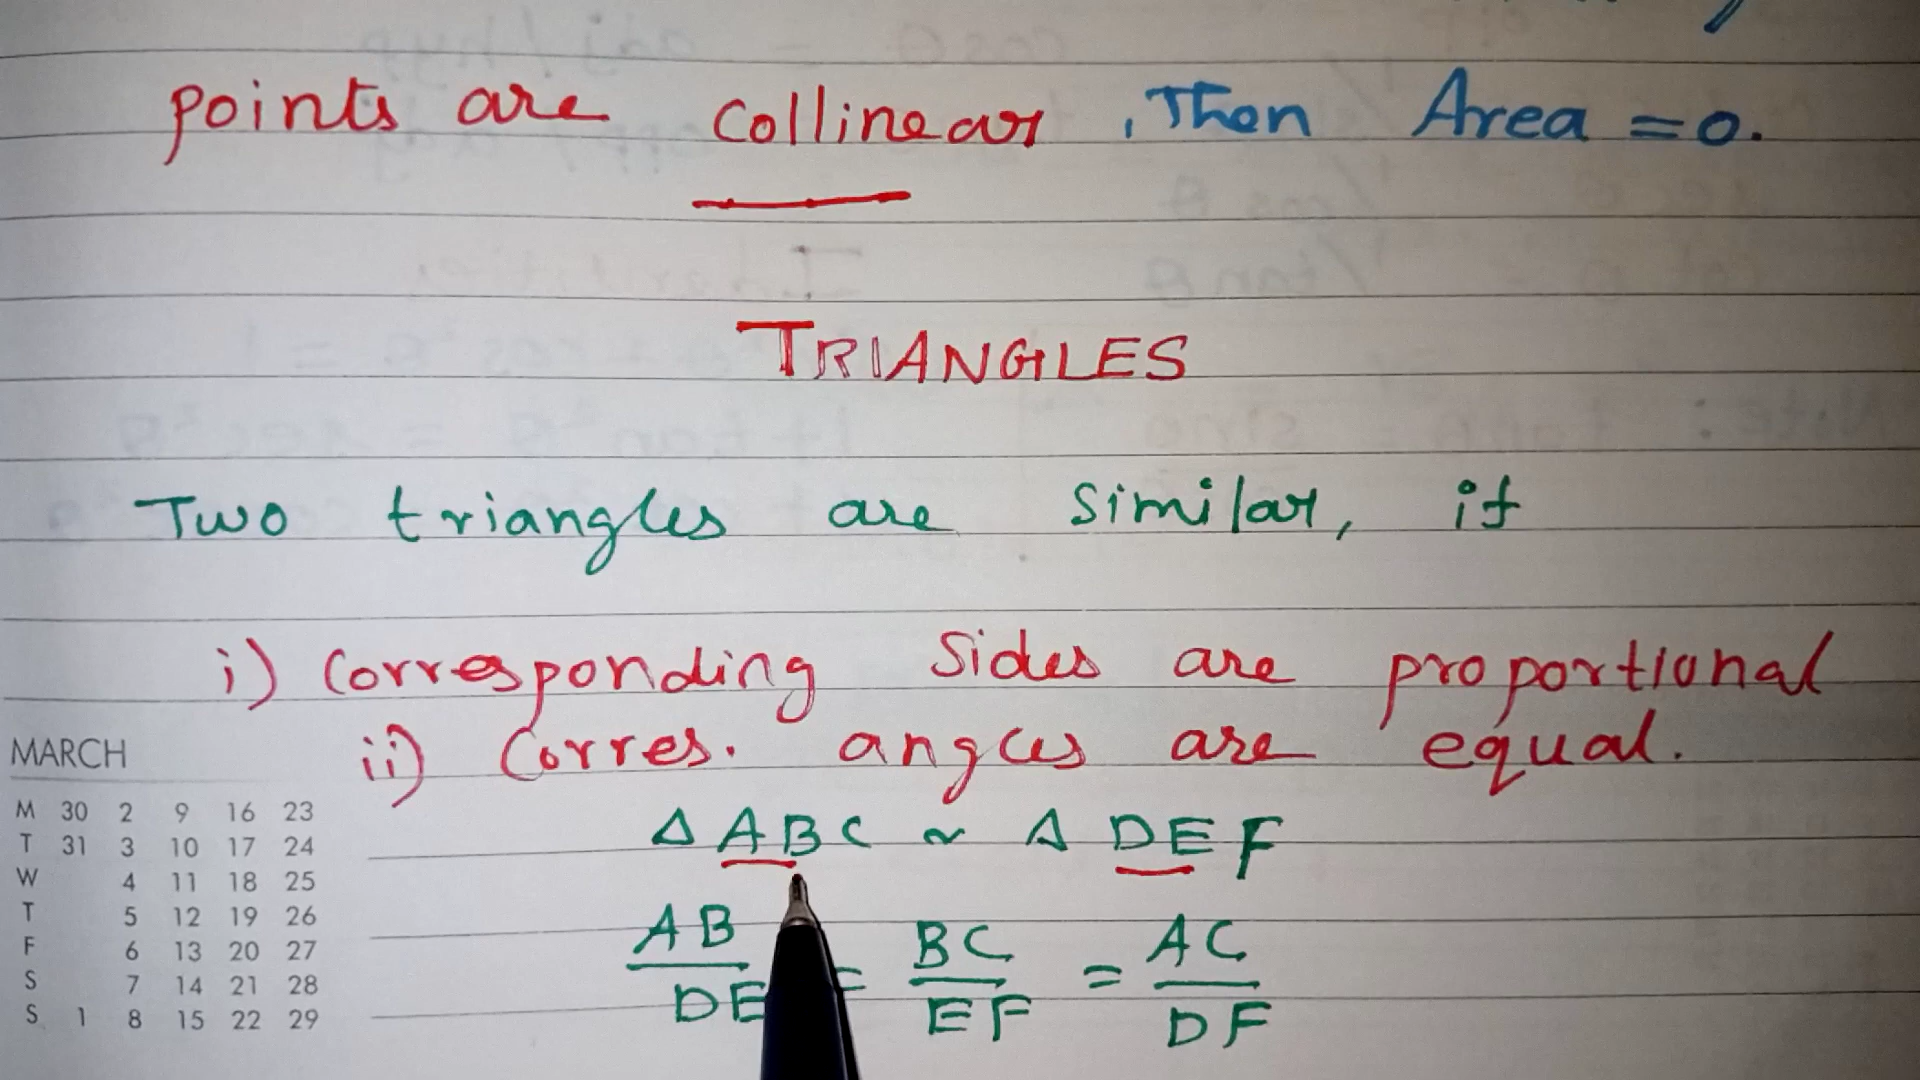 points are collinear, Then Area = 0.
TRIANGLES
Two triangles are similar, if
i) Corresponding sides are proportional
ii) Corres. angles are equal.
Δ ABC ~ Δ DEF
AB/DE = BC/EF = AC/DF
MARCH
M 30 2 9 16 23
T 31 3 10 17 24
W 4 11 18 25
T 5 12 19 26
F 6 13 20 27
S 7 14 21 28
S 1 8 15 22 29